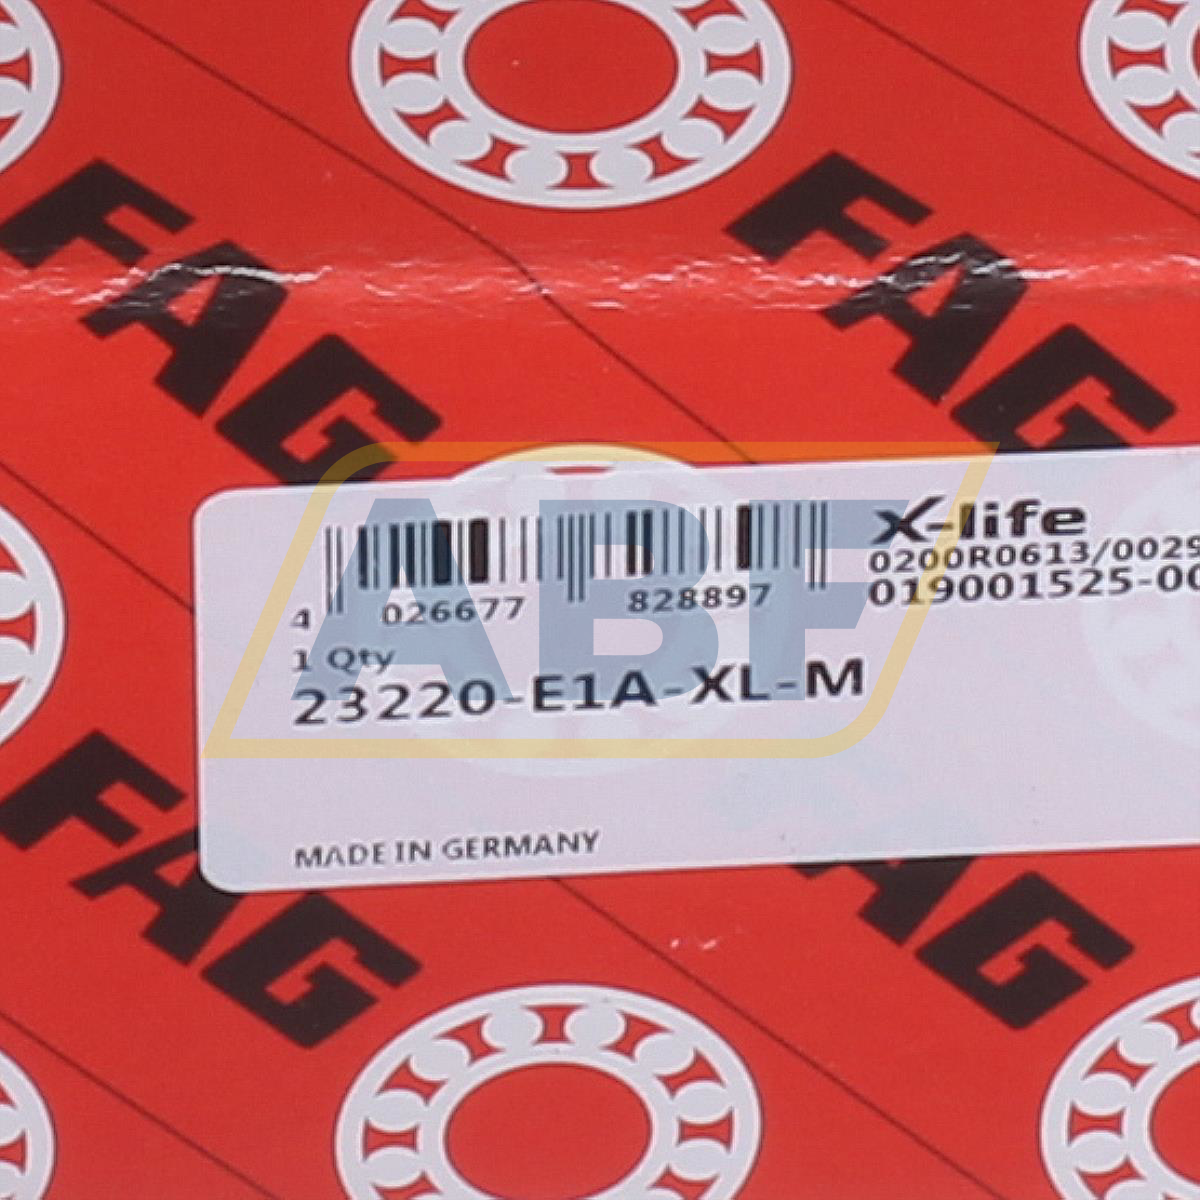 FAG
FAG
X-life
0200R0613/0029
019001525-00
4 026677 828897
1 Qty
23220-E1A-XL-M
ABF
MADE IN GERMANY
FAG
FAG